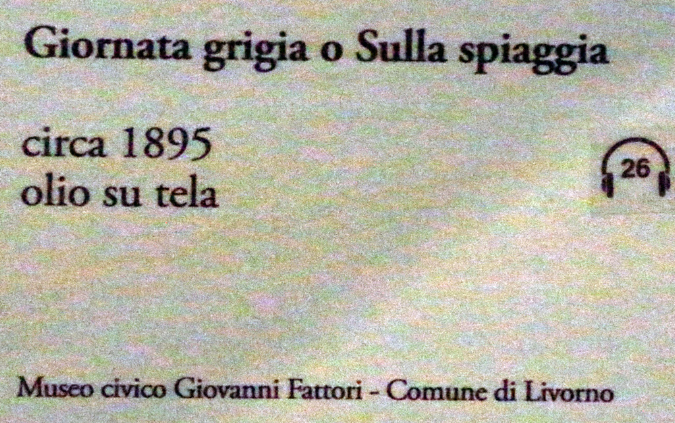 Giornata grigia o Sulla spiaggia
circa 1895
olio su tela
26
Museo civico Giovanni Fattori - Comune di Livorno